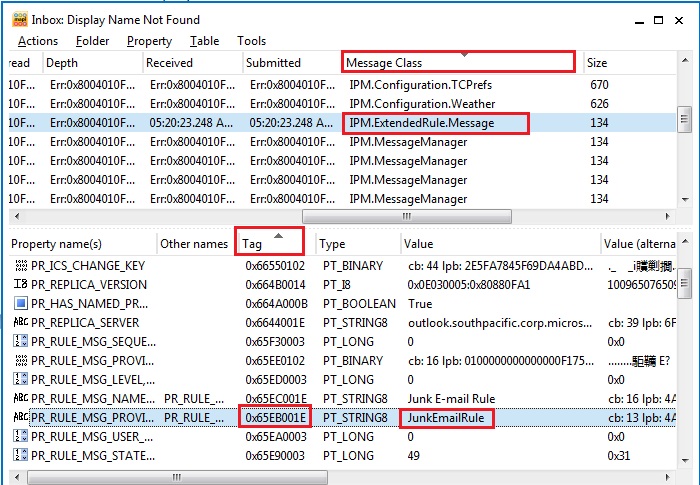 Inbox: Display Name Not Found
Actions Folder Property Table Tools
ead Depth Received Submitted Message Class Size
10F... Err:0x8004010F... Err:0x8004010F... Err:0x8004010F... IPM.Configuration.TCPrefs 670
10F... Err:0x8004010F... Err:0x8004010F... Err:0x8004010F... IPM.Configuration.Weather 626
10F... Err:0x8004010F... 05:20:23.248 A... 05:20:23.248 A... IPM.ExtendedRule.Message 134
10F... Err:0x8004010F... Err:0x8004010F... Err:0x8004010F... IPM.MessageManager 134
10F... Err:0x8004010F... Err:0x8004010F... Err:0x8004010F... IPM.MessageManager 134
10F... Err:0x8004010F... Err:0x8004010F... Err:0x8004010F... IPM.MessageManager 134
10F... Err:0x8004010F... Err:0x8004010F... Err:0x8004010F... IPM.MessageManager 134
Property name(s) Other names Tag Type Value Value (alterna
PR_ICS_CHANGE_KEY 0x66550102 PT_BINARY cb: 44 lpb: 2E5FA7845F69DA4ABD...
PR_REPLICA_VERSION 0x664B0014 PT_I8 0x0E030005:0x80880FA1 10096507650
PR_HAS_NAMED_PR... 0x664A000B PT_BOOLEAN True
PR_REPLICA_SERVER 0x6644001E PT_STRING8 outlook.southpacific.corp.micros... cb: 39 lpb: 6F
PR_RULE_MSG_SEQUE... 0x65F30003 PT_LONG 0x0 0x0
PR_RULE_MSG_PROVI... 0x65EE0102 PT_BINARY cb: 16 lpb: 0100000000000000F175...
PR_RULE_MSG_LEVEL,... 0x65ED0003 PT_LONG 0x0 0x0
PR_RULE_MSG_NAME... PR_RULE_... 0x65EC001E PT_STRING8 Junk E-mail Rule cb: 16 lpb: 4A
PR_RULE_MSG_PROVI... PR_RULE_... 0x65EB001E PT_STRING8 JunkEmailRule cb: 13 lpb: 4A
PR_RULE_MSG_USER_... 0x65EA0003 PT_LONG 0x0 0x0
PR_RULE_MSG_STATE... 0x65E90003 PT_LONG 49 0x31